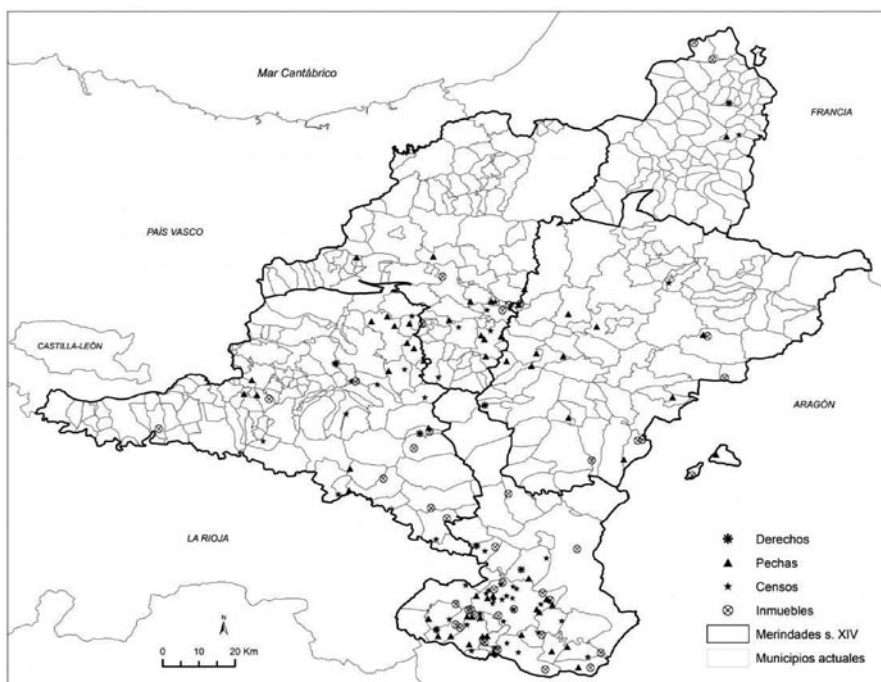 Mar Cantábrico
FRANCIA
PAÍS VASCO
CASTILLA-LEÓN
ARAGÓN
LA RIOJA
N
0 10 20 Km
Derechos
Pechas
Censos
Inmuebles
Merindades s. XIV
Municipios actuales